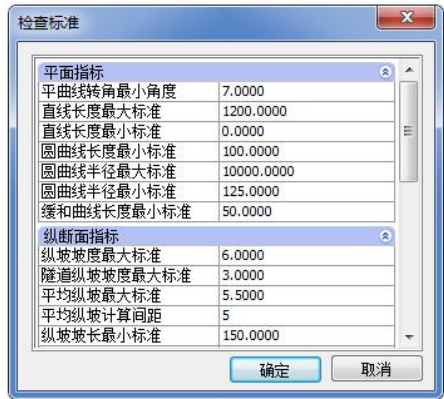 检查标准
平面指标
平曲线转角最小角度 7.0000
直线长度最大标准 1200.0000
直线长度最小标准 0.0000
圆曲线长度最小标准 100.0000
圆曲线半径最大标准 10000.0000
圆曲线半径最小标准 125.0000
缓和曲线长度最小标准 50.0000
纵断面指标
纵坡坡度最大标准 6.0000
隧道纵坡坡度最大标准 3.0000
平均纵坡最大标准 5.5000
平均纵坡计算间距 5
纵坡坡长最小标准 150.0000
确定 取消